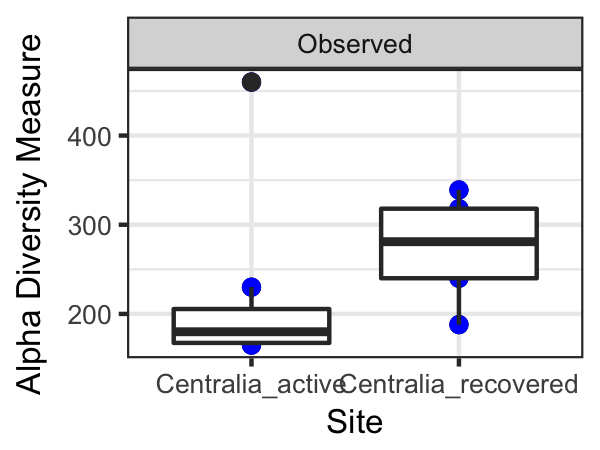 Observed
Alpha Diversity Measure
400
300
200
Centralia_active
Centralia_recovered
Site